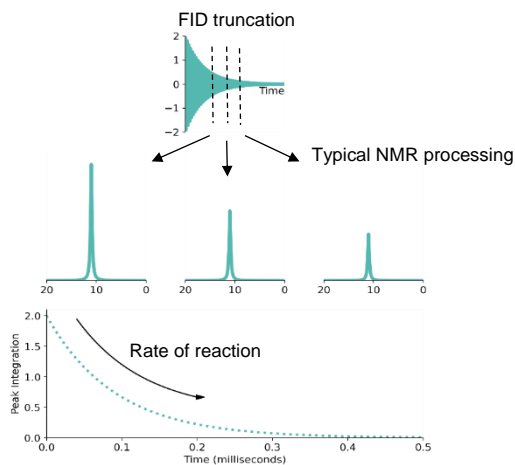 FID truncation
2
1
0
−1
−2
Time
Typical NMR processing
20 10 0
20 10 0
20 10 0
Rate of reaction
Peak Integration
2.0
1.5
1.0
0.5
0.0
0.0 0.1 0.2 0.3 0.4 0.5
Time (milliseconds)